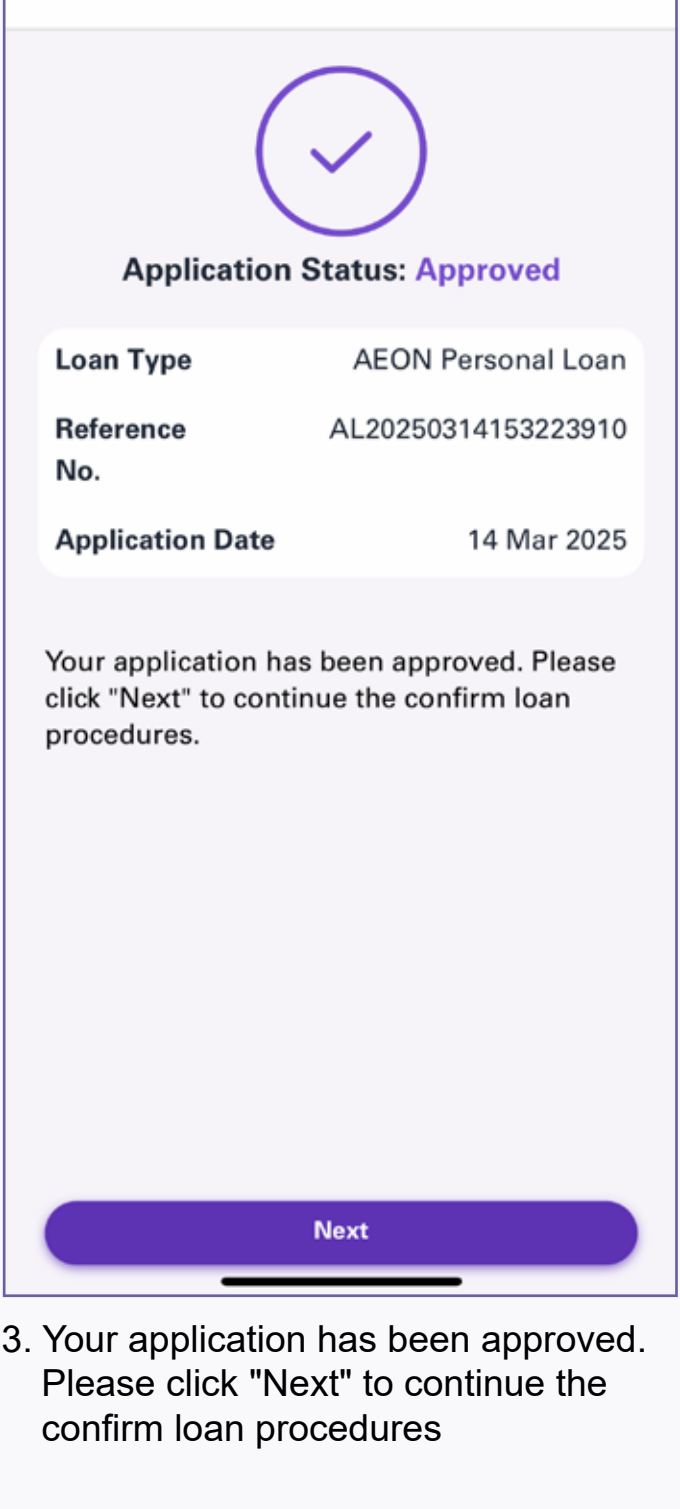 Application Status: Approved
Loan Type AEON Personal Loan
Reference No. AL20250314153223910
Application Date 14 Mar 2025
Your application has been approved. Please
click "Next" to continue the confirm loan
procedures.
Next
3. Your application has been approved.
Please click "Next" to continue the
confirm loan procedures